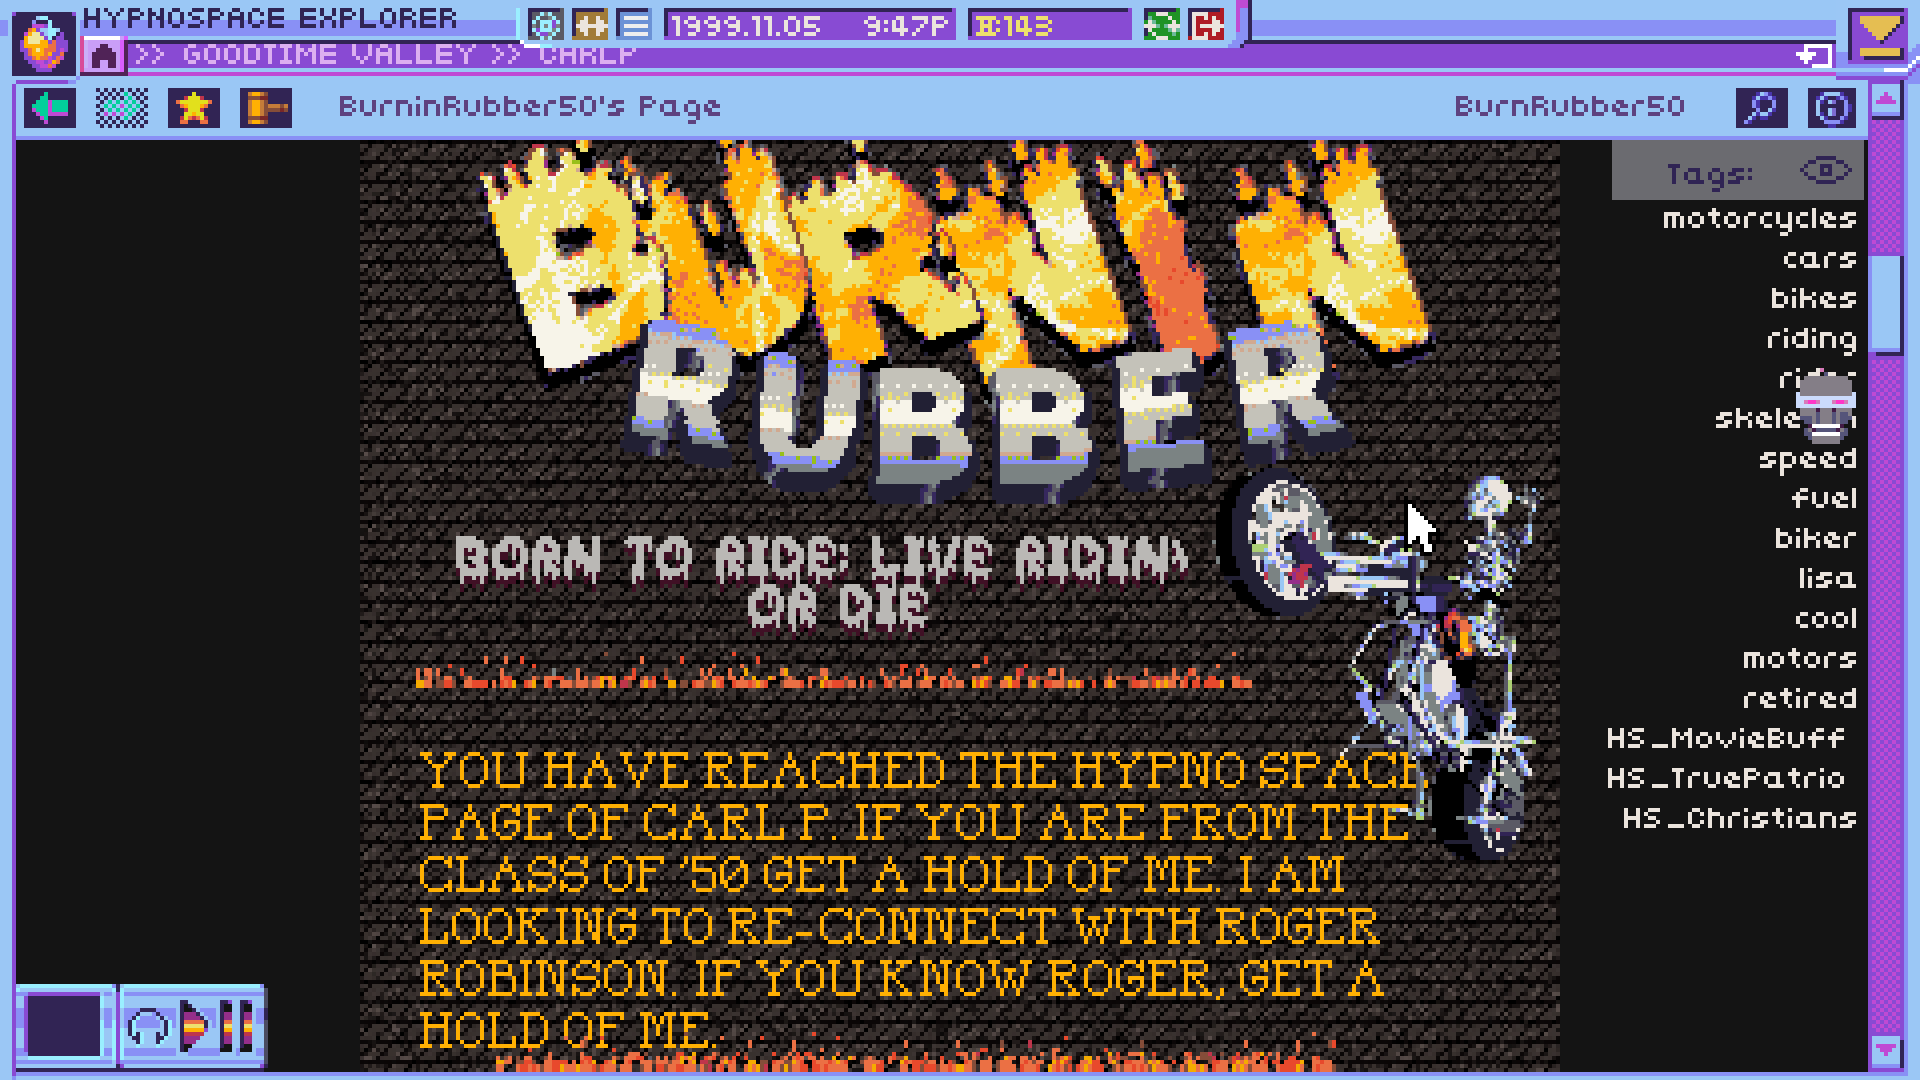 HYPNOSPACE EXPLORER
1999.11.05 9:47P
143
>> GOODTIME VALLEY >> CARLP
BurninRubber50's Page
BurnRubber50
BURNIN
RUBBER
BORN TO RIDE; LIVE RIDIN'
OR DIE
YOU HAVE REACHED THE HYPNO SPACE
PAGE OF CARL P. IF YOU ARE FROM THE
CLASS OF '50 GET A HOLD OF ME. I AM
LOOKING TO RE-CONNECT WITH ROGER
ROBINSON. IF YOU KNOW ROGER, GET A
HOLD OF ME.
Tags:
motorcycles
cars
bikes
riding
speed
fuel
biker
lisa
cool
motors
retired
HS_MovieBuff
HS_TruePatrio
HS_Christians